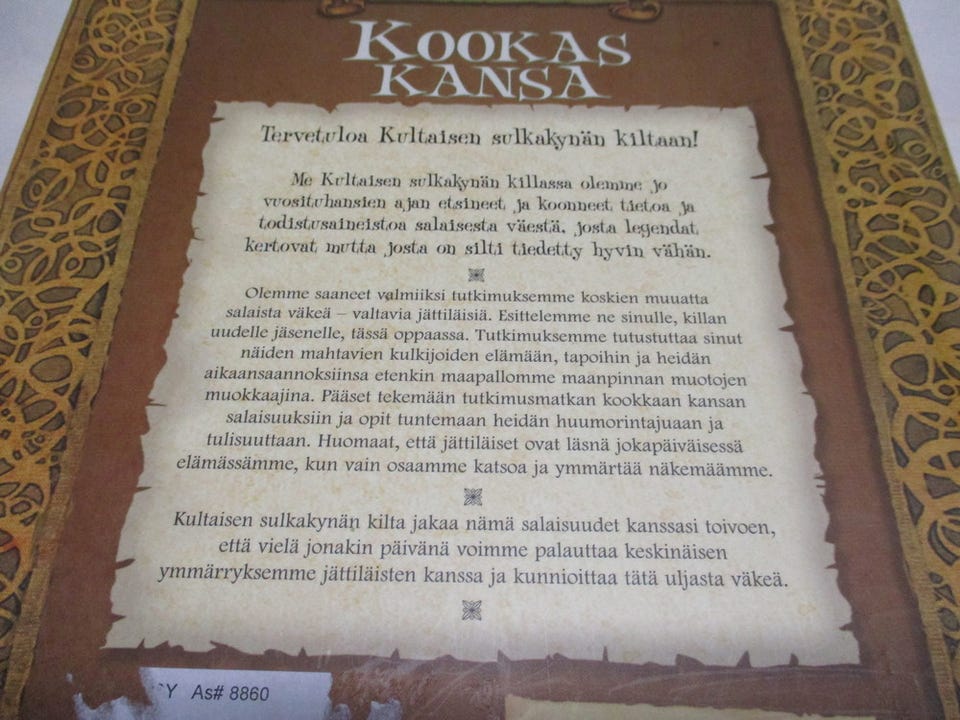 KOOKAS
KANSA
Tervetuloa Kultaisen sulkakynän kiltaan!
Me Kultaisen sulkakynän killassa olemme jo
vuosituhansien ajan etsineet ja koonneet tietoa ja
todistusaineistoa salaisesta väestä, josta legendat
kertovat mutta josta on silti tiedetty hyvin vähän.
Olemme saaneet valmiiksi tutkimuksemme koskien muuatta
salaista väkeä – valtavia jättiläisiä. Esittelemme ne sinulle, killan
uudelle jäsenelle, tässä oppaassa. Tutkimuksemme tutustuttaa sinut
näiden mahtavien kulkijoiden elämään, tapoihin ja heidän
aikaansaannoksiinsa etenkin maapallomme maanpinnan muotojen
muokkaajina. Pääset tekemään tutkimusmatkan kookkaan kansan
salaisuuksiin ja opit tuntemaan heidän huumorintajuaan ja
tulisuuttaan. Huomaat, että jättiläiset ovat läsnä jokapäiväisessä
elämässämme, kun vain osaamme katsoa ja ymmärtää näkemäämme.
Kultaisen sulkakynän kilta jakaa nämä salaisuudet kanssasi toivoen,
että vielä jonakin päivänä voimme palauttaa keskinäisen
ymmärryksemme jättiläisten kanssa ja kunnioittaa tätä uljasta väkeä.
As# 8860